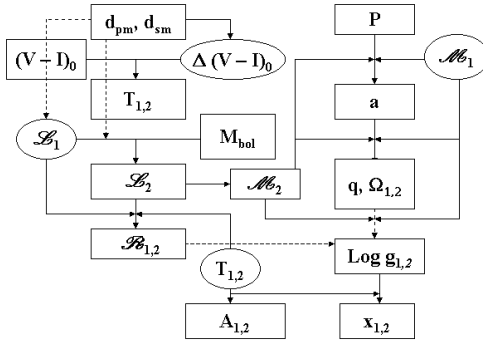 d_pm, d_sm
P
(V – I)_0
Δ (V – I)_0
ℳ_1
T_1,2
a
ℒ_1
M_bol
ℒ_2
ℳ_2
q, Ω_1,2
ℛ_1,2
T_1,2
Log g_1,2
A_1,2
x_1,2